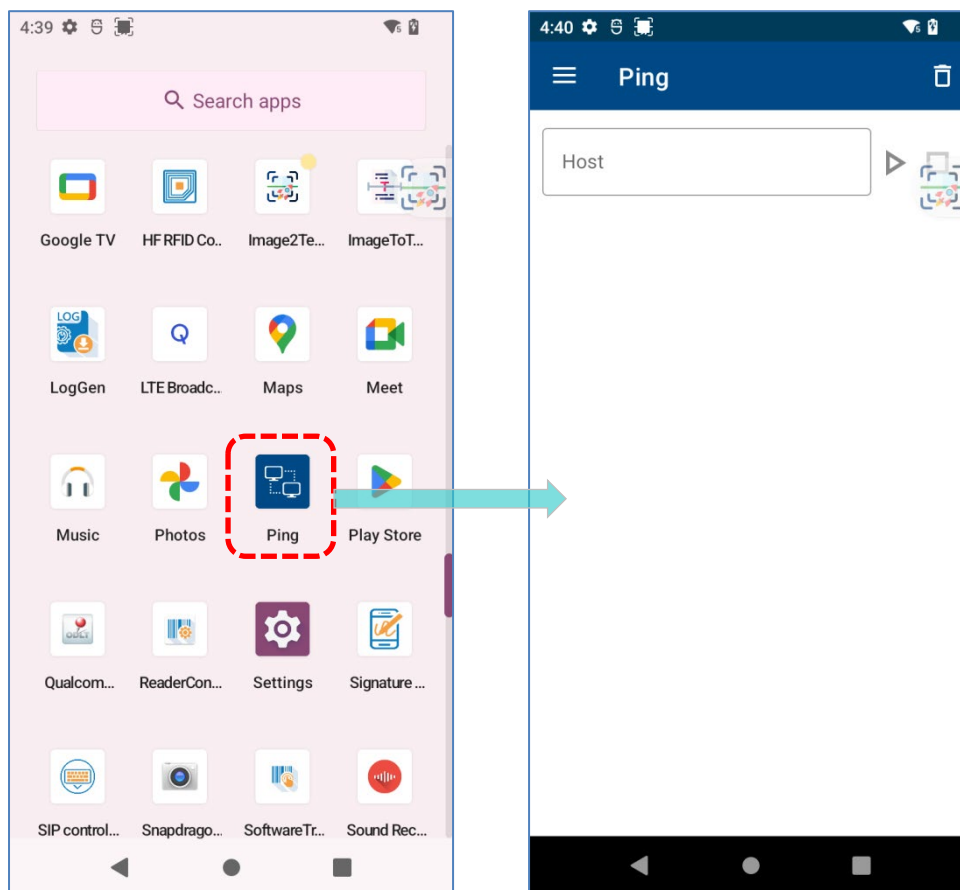 4:39
Search apps
Google TV HF RFID Co.. Image2Te... ImageToT...
LOG
LogGen LTE Broadc.. Maps Meet
Music Photos Ping Play Store
Qualcom... ReaderCon... Settings Signature ...
SIP control... Snapdrago... SoftwareTr... Sound Rec...
4:40
Ping
Host